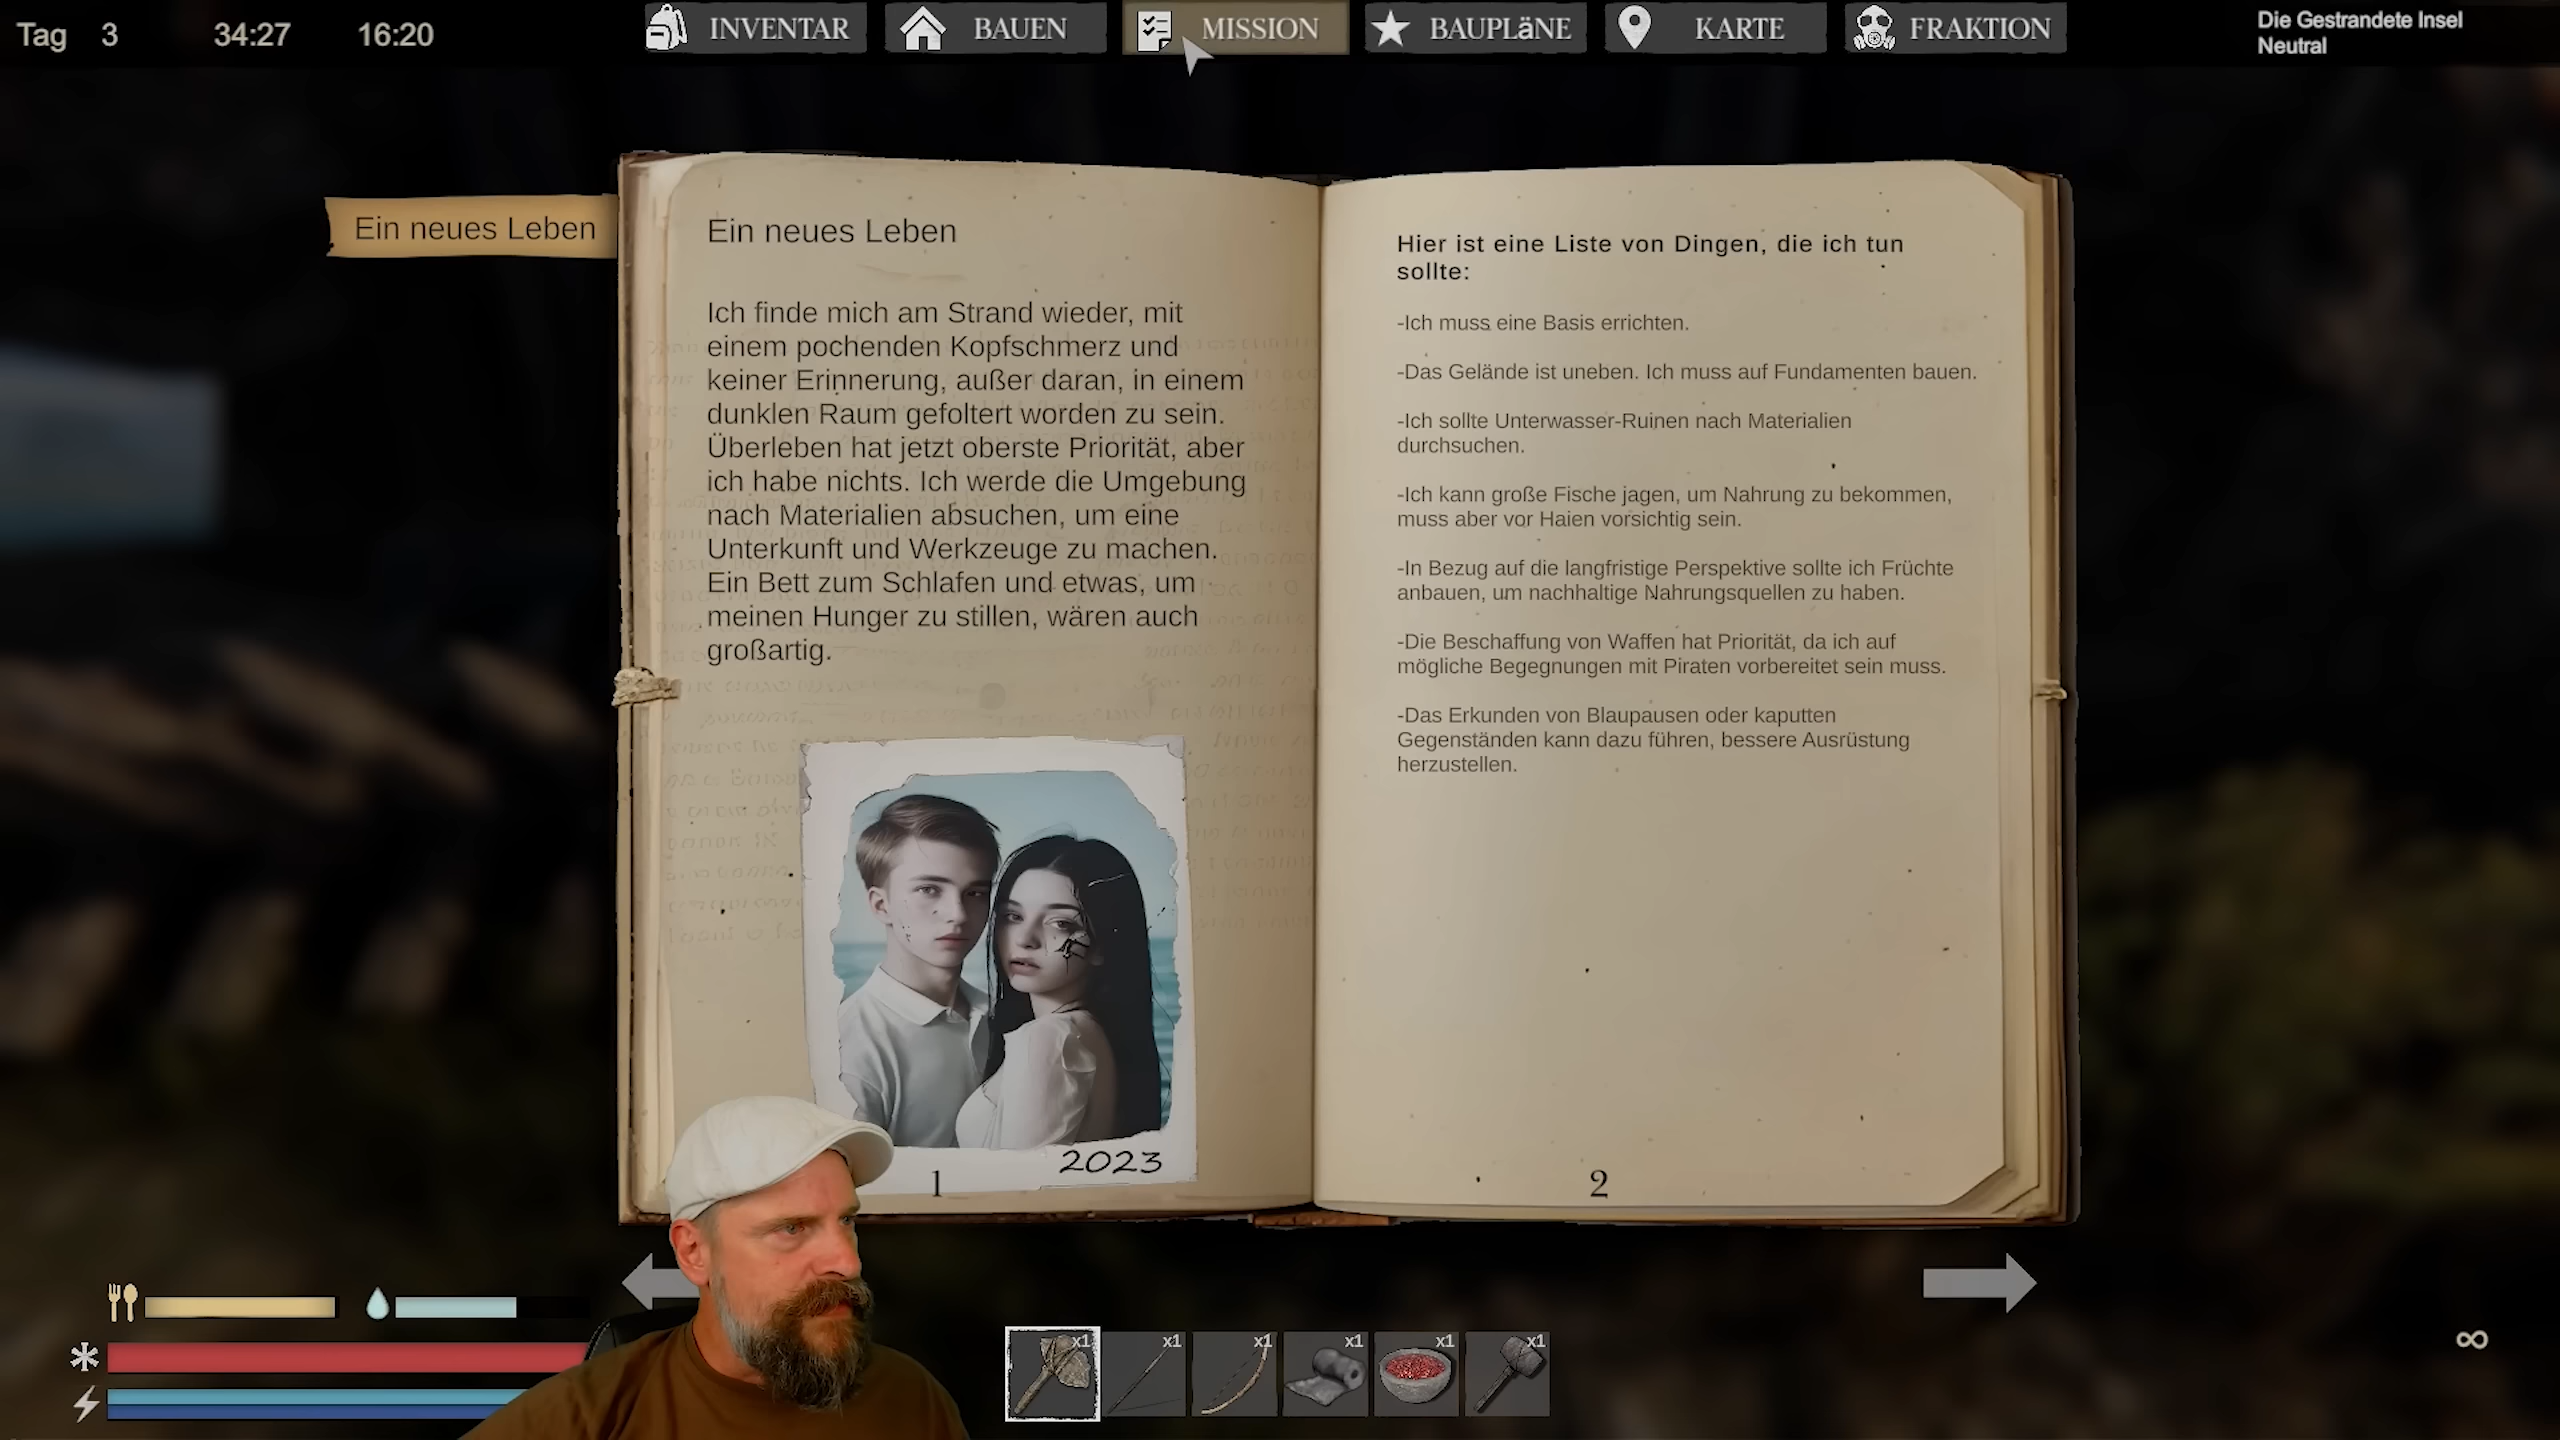 Tag 3 34:27 16:20
INVENTAR BAUEN MISSION BAUPLäNE KARTE FRAKTION
Die Gestrandete Insel
Neutral
Ein neues Leben
Ein neues Leben
Ich finde mich am Strand wieder, mit
einem pochenden Kopfschmerz und
keiner Erinnerung, außer daran, in einem
dunklen Raum gefoltert worden zu sein.
Überleben hat jetzt oberste Priorität, aber
ich habe nichts. Ich werde die Umgebung
nach Materialien absuchen, um eine
Unterkunft und Werkzeuge zu machen.
Ein Bett zum Schlafen und etwas, um
meinen Hunger zu stillen, wären auch
großartig.
2023
1
Hier ist eine Liste von Dingen, die ich tun
sollte:
-Ich muss eine Basis errichten.
-Das Gelände ist uneben. Ich muss auf Fundamenten bauen.
-Ich sollte Unterwasser-Ruinen nach Materialien
durchsuchen.
-Ich kann große Fische jagen, um Nahrung zu bekommen,
muss aber vor Haien vorsichtig sein.
-In Bezug auf die langfristige Perspektive sollte ich Früchte
anbauen, um nachhaltige Nahrungsquellen zu haben.
-Die Beschaffung von Waffen hat Priorität, da ich auf
mögliche Begegnungen mit Piraten vorbereitet sein muss.
-Das Erkunden von Blaupausen oder kaputten
Gegenständen kann dazu führen, bessere Ausrüstung
herzustellen.
2
x1 x1 x1 x1 x1 x1
∞